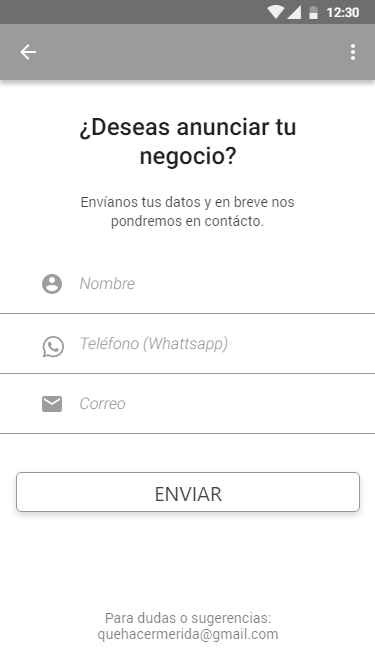 12:30
¿Deseas anunciar tu
negocio?
Envíanos tus datos y en breve nos
pondremos en contácto.
Nombre
Teléfono (Whattsapp)
Correo
ENVIAR
Para dudas o sugerencias:
quehacermerida@gmail.com